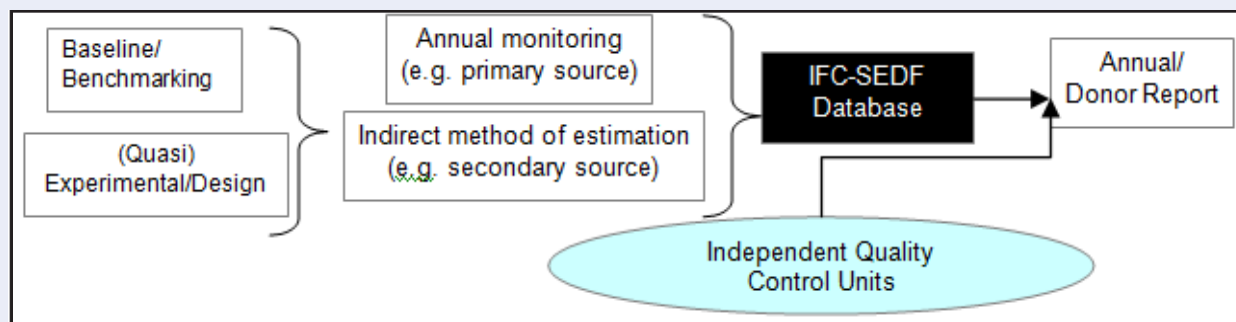 Baseline/
Benchmarking
(Quasi)
Experimental/Design
Annual monitoring
(e.g. primary source)
Indirect method of estimation
(e.g. secondary source)
IFC-SEDF
Database
Annual/
Donor Report
Independent Quality
Control Units